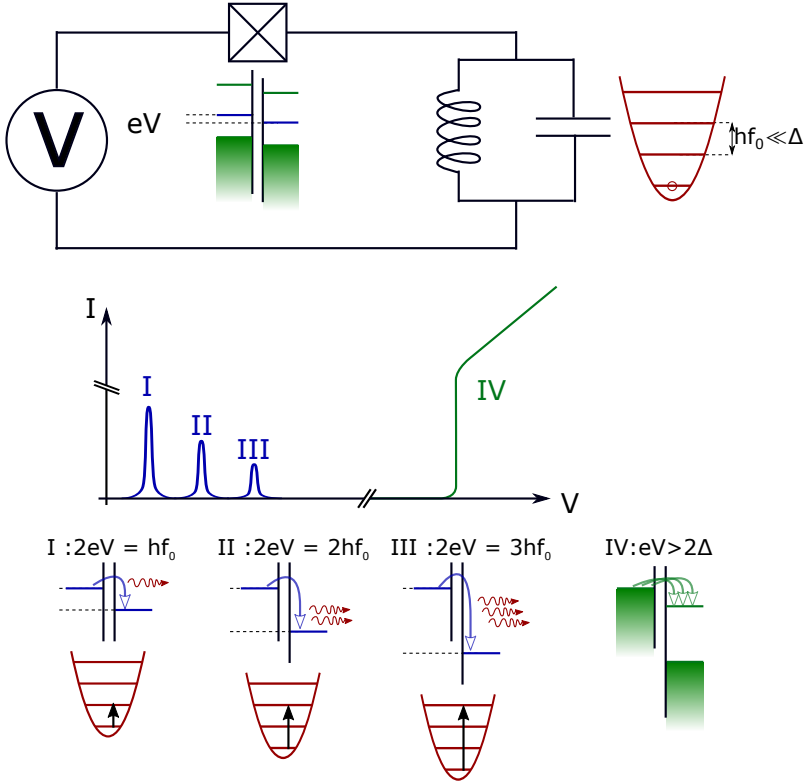 V
eV
hf₀≪Δ
I
I
II
III
IV
V
I :2eV = hf₀
II :2eV = 2hf₀
III :2eV = 3hf₀
IV:eV>2Δ